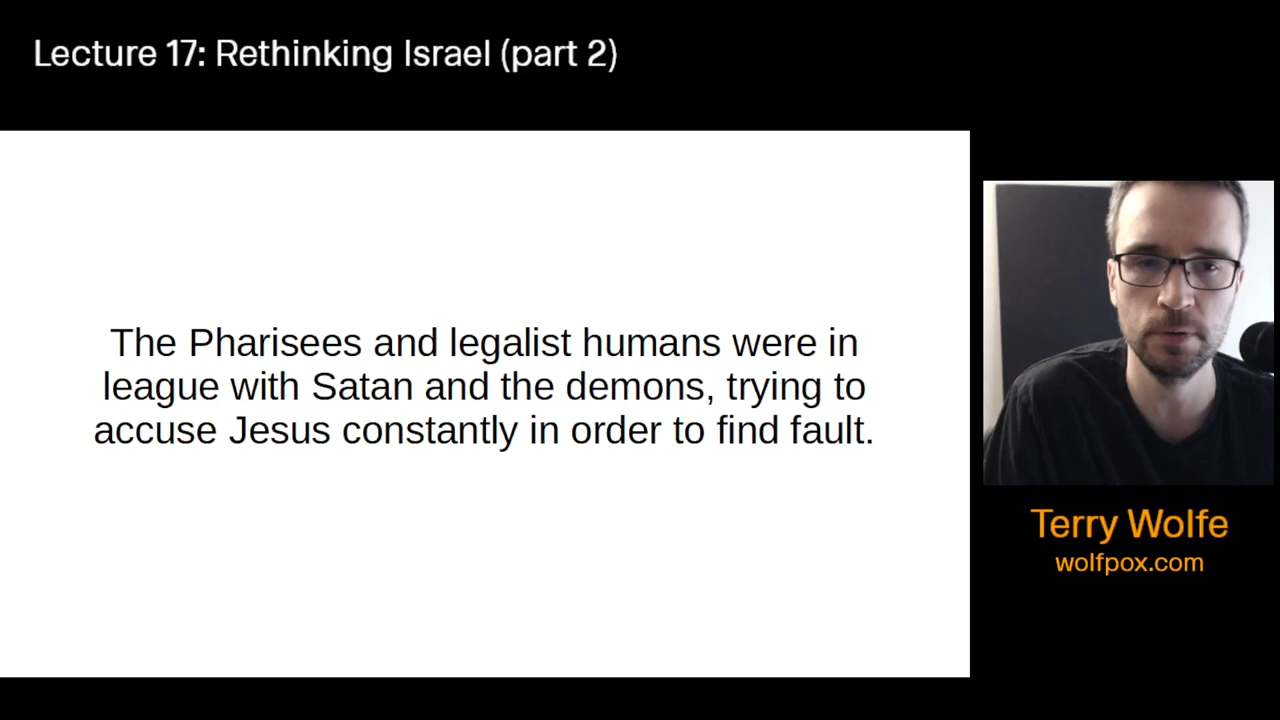 Lecture 17: Rethinking Israel (part 2)
The Pharisees and legalist humans were in
league with Satan and the demons, trying to
accuse Jesus constantly in order to find fault.
Terry Wolfe
wolfpox.com